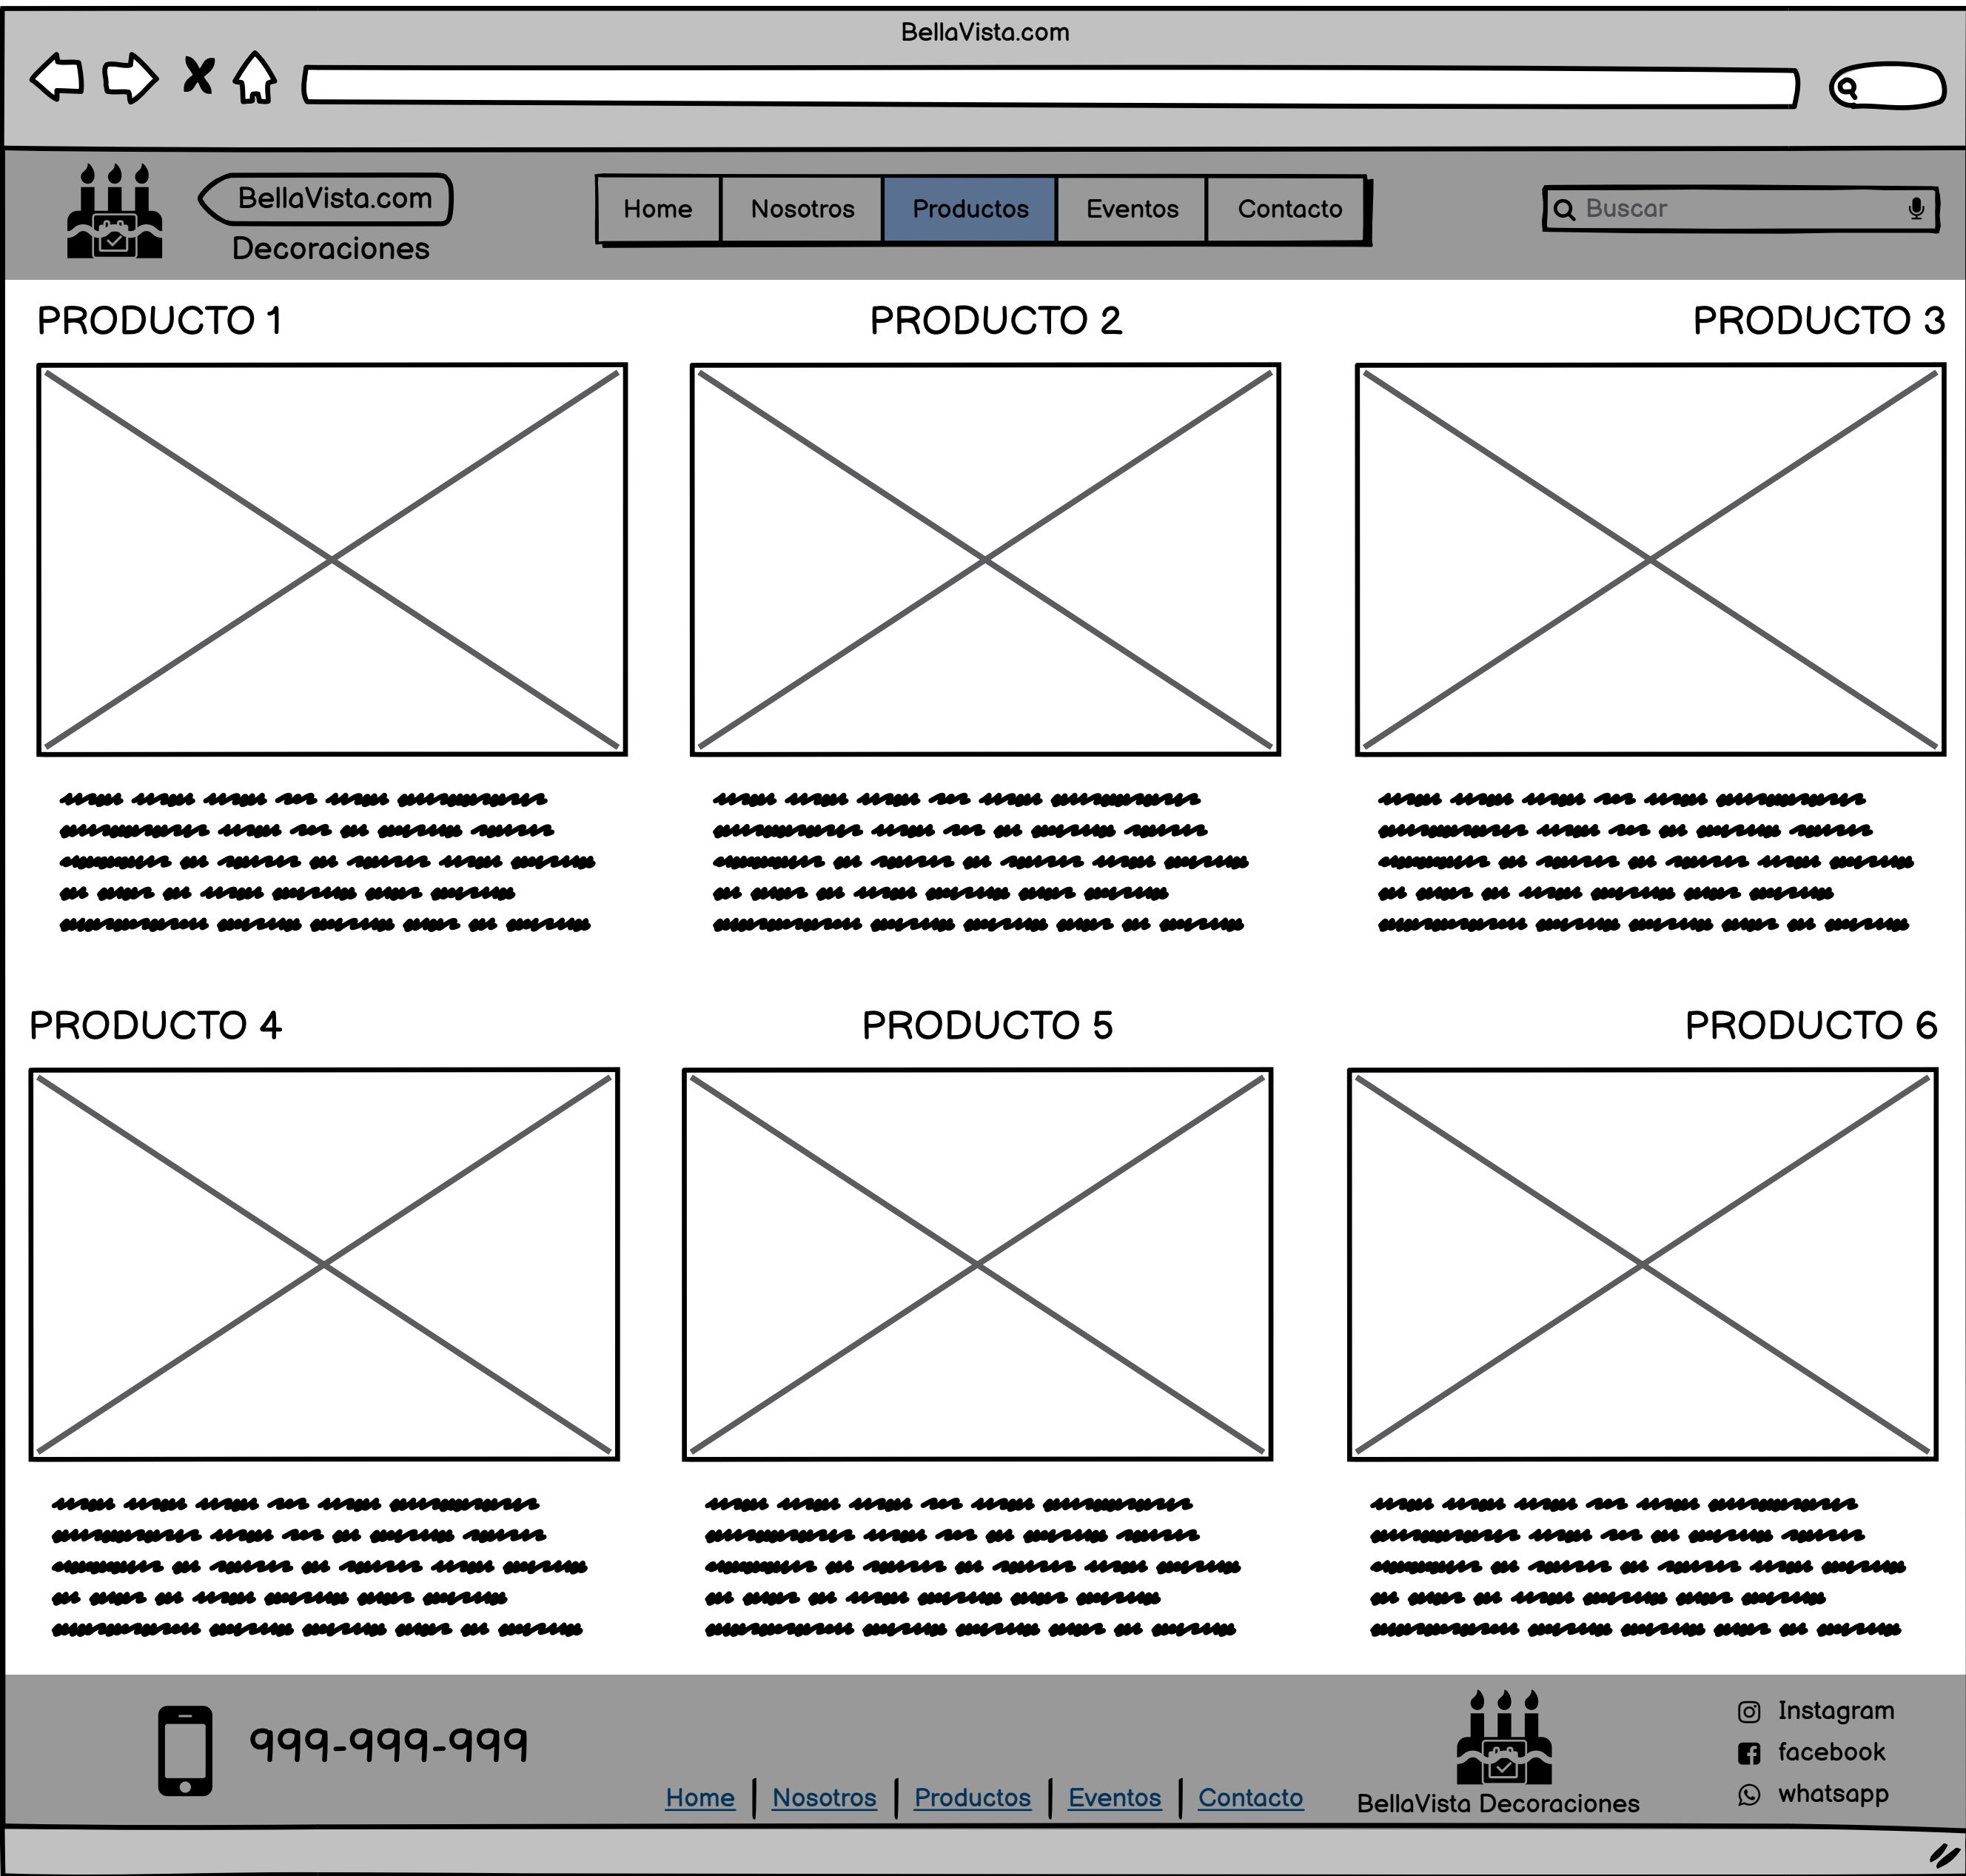 BellaVista.com
BellaVista.com
Decoraciones
Home Nosotros Productos Eventos Contacto
Buscar
PRODUCTO 1 PRODUCTO 2 PRODUCTO 3
PRODUCTO 4 PRODUCTO 5 PRODUCTO 6
999-999-999
Home Nosotros Productos Eventos Contacto
BellaVista Decoraciones
Instagram
facebook
whatsapp